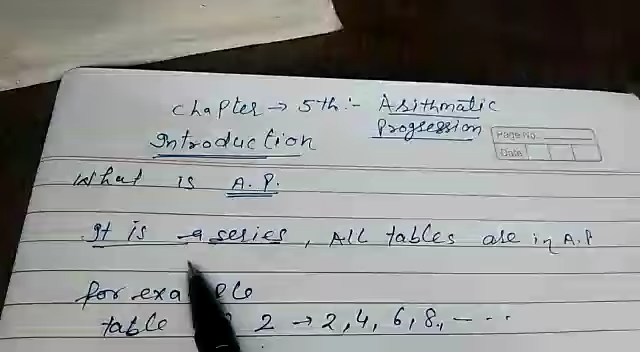 Chapter → 5th :- Arithmatic
Progression
Introduction
Page No.
Date
What is A.P.
It is a series, All tables are in A.P
for example
table 2 → 2, 4, 6, 8, - - - -